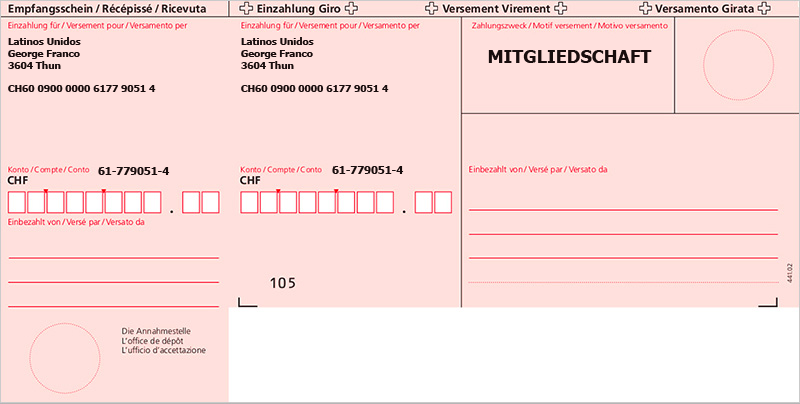 Empfangsschein / Récépissé / Ricevuta
Einzahlung für / Versement pour / Versamento per
Latinos Unidos
George Franco
3604 Thun
CH60 0900 0000 6177 9051 4
Konto / Compte / Conto 61-779051-4
CHF
.
Einbezahlt von / Versé par / Versato da
Die Annahmestelle
L'office de dépôt
L'ufficio d'accettazione
Einzahlung Giro
Versement Virement
Versamento Girata
Einzahlung für / Versement pour / Versamento per
Latinos Unidos
George Franco
3604 Thun
CH60 0900 0000 6177 9051 4
Konto / Compte / Conto 61-779051-4
CHF
.
105
Zahlungszweck / Motif versement / Motivo versamento
MITGLIEDSCHAFT
Einbezahlt von / Versé par / Versato da
441.02